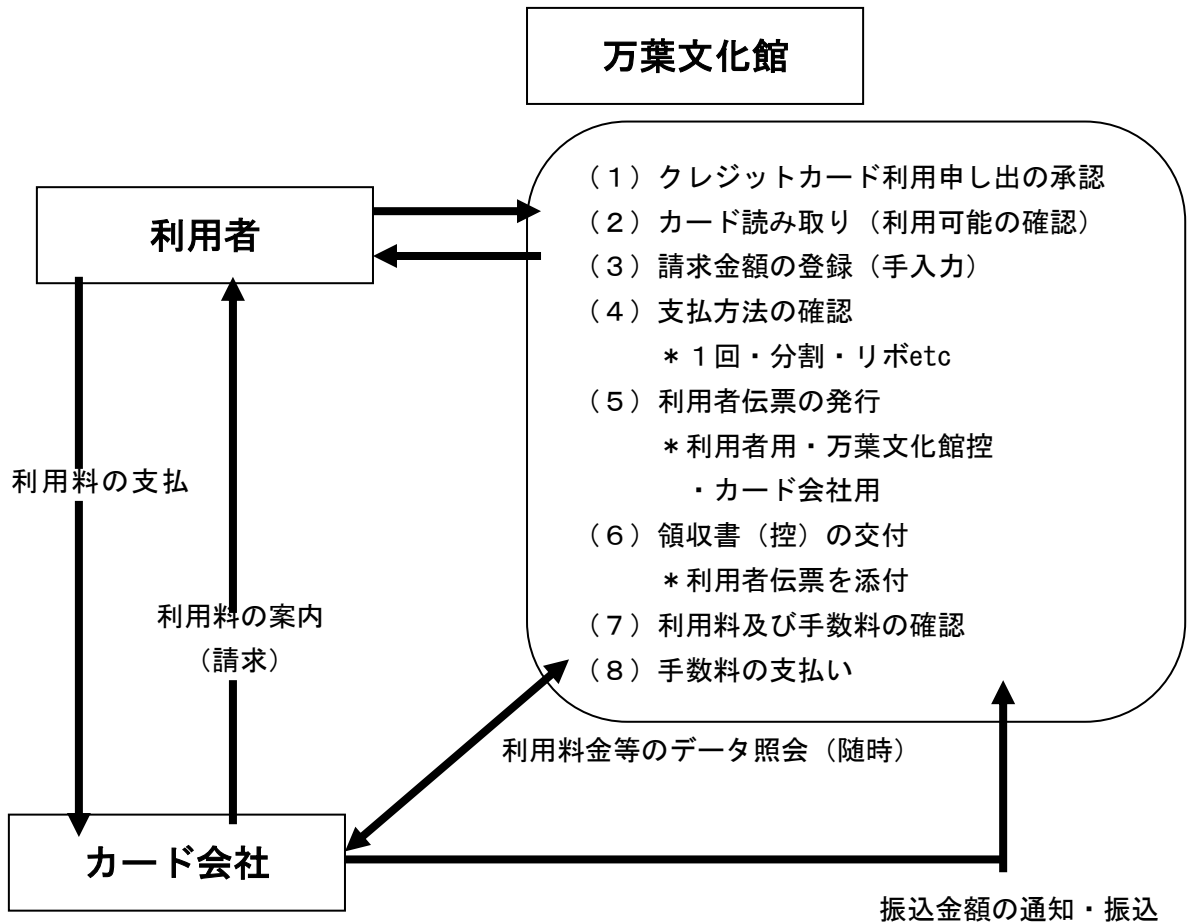 万葉文化館
（１）クレジットカード利用申し出の承認
（２）カード読み取り（利用可能の確認）
（３）請求金額の登録（手入力）
（４）支払方法の確認
＊１回・分割・リボetc
（５）利用者伝票の発行
＊利用者用・万葉文化館控
・カード会社用
（６）領収書（控）の交付
＊利用者伝票を添付
（７）利用料及び手数料の確認
（８）手数料の支払い
利用者
利用料の支払
利用料の案内
（請求）
利用料金等のデータ照会（随時）
カード会社
振込金額の通知・振込